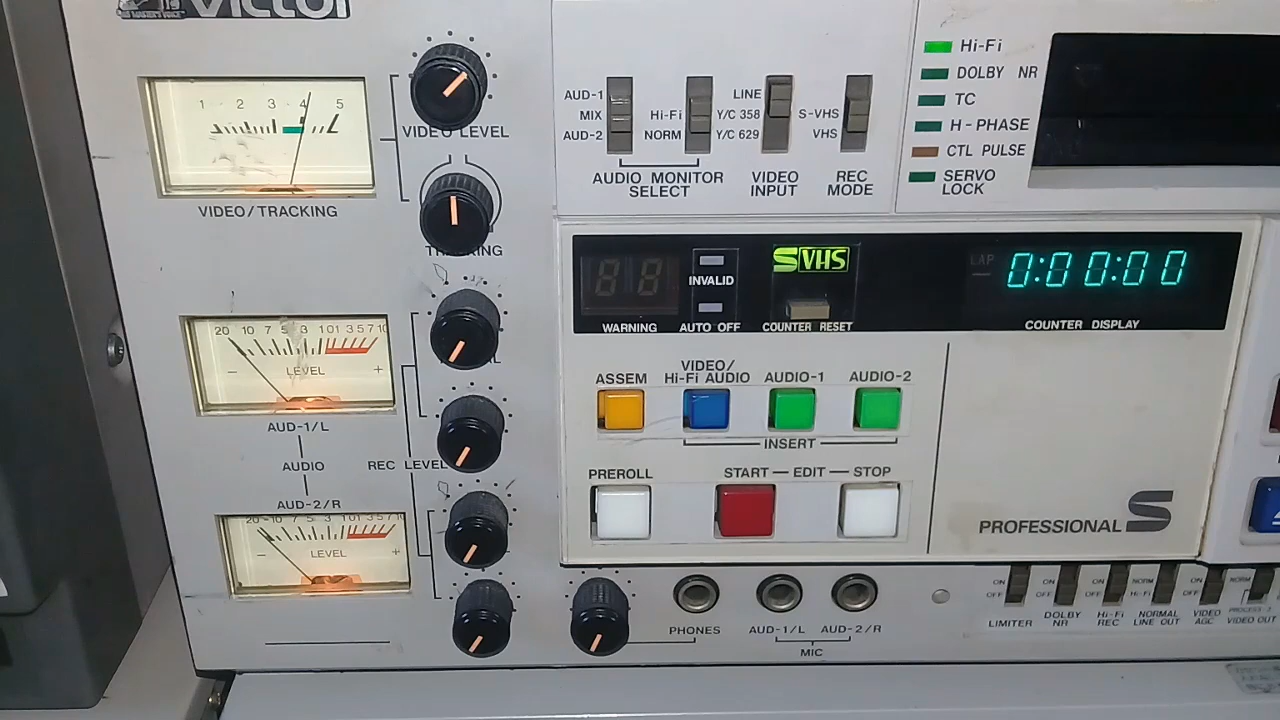 Victor
1 2 3 4 5
VIDEO/TRACKING
VIDEO LEVEL
TRACKING
20 10 7 5 3 1 0 1 3 5 7 10
LEVEL
- +
AUD-1/L
AUDIO
AUD-2/R
REC LEVEL
20 10 7 5 3 1 0 1 3 5 7 10
LEVEL
- +
AUD-1
MIX
AUD-2
Hi-Fi
NORM
AUDIO MONITOR
SELECT
LINE
Y/C 358
Y/C 629
VIDEO
INPUT
S-VHS
VHS
REC
MODE
Hi-Fi
DOLBY NR
TC
H-PHASE
CTL PULSE
SERVO
LOCK
88
WARNING
INVALID
AUTO OFF
S VHS
COUNTER RESET
LAP
0:00:00
COUNTER DISPLAY
ASSEM
VIDEO/
Hi-Fi AUDIO
AUDIO-1
AUDIO-2
INSERT
PREROLL
START — EDIT — STOP
PROFESSIONAL S
PHONES
AUD-1/L
AUD-2/R
MIC
ON
OFF
LIMITER
ON
OFF
DOLBY
NR
ON
OFF
Hi-Fi
REC
NORM
Hi-Fi
NORMAL
LINE OUT
ON
OFF
VIDEO
AGC
NORM
VIDEO OUT